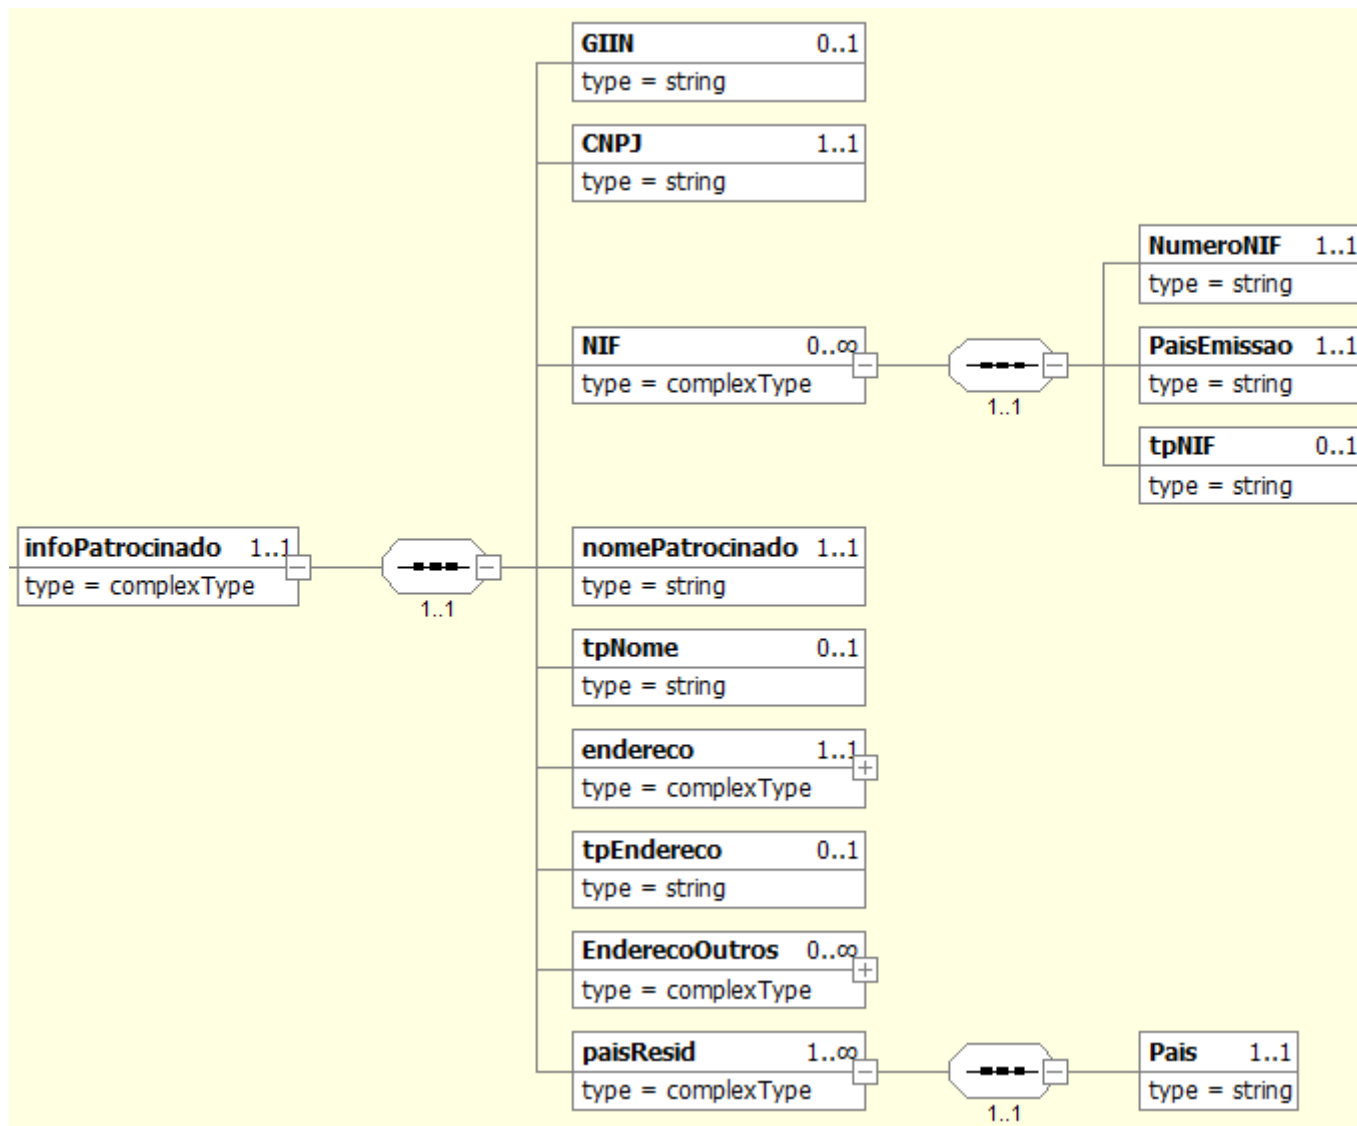 GIIN 0..1
type = string
CNPJ 1..1
type = string
NumeroNIF 1..1
type = string
NIF 0..∞
type = complexType
1..1
PaisEmissao 1..1
type = string
tpNIF 0..1
type = string
infoPatrocinado 1..1
type = complexType
1..1
nomePatrocinado 1..1
type = string
tpNome 0..1
type = string
endereco 1..1
type = complexType
tpEndereco 0..1
type = string
EnderecoOutros 0..∞
type = complexType
paisResid 1..∞
type = complexType
1..1
Pais 1..1
type = string